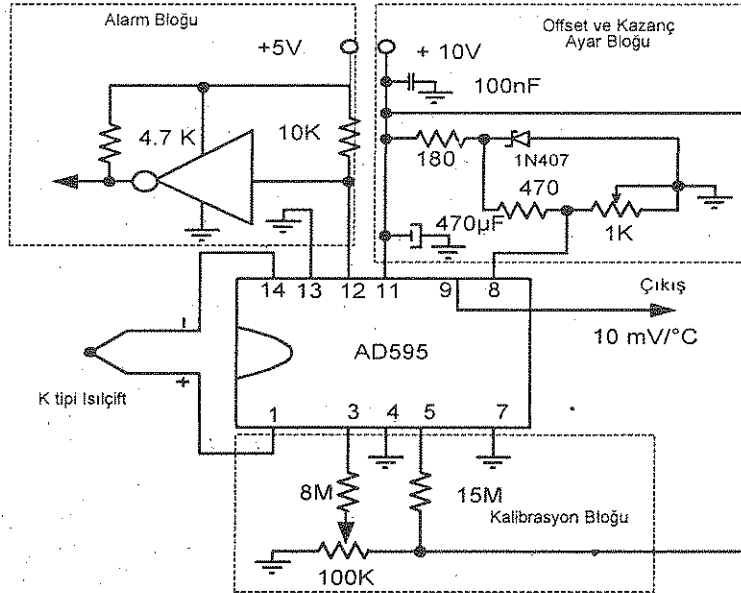 Alarm Bloğu
Offset ve Kazanç
Ayar Bloğu
+5V
+ 10V
100nF
4.7 K
10K
180
1N407
470
470µF
1K
14
13
12
11
9
8
Çıkış
10 mV/°C
AD595
-
+
K tipi Isılçift
1
3
4
5
7
8M
15M
Kalibrasyon Bloğu
100K